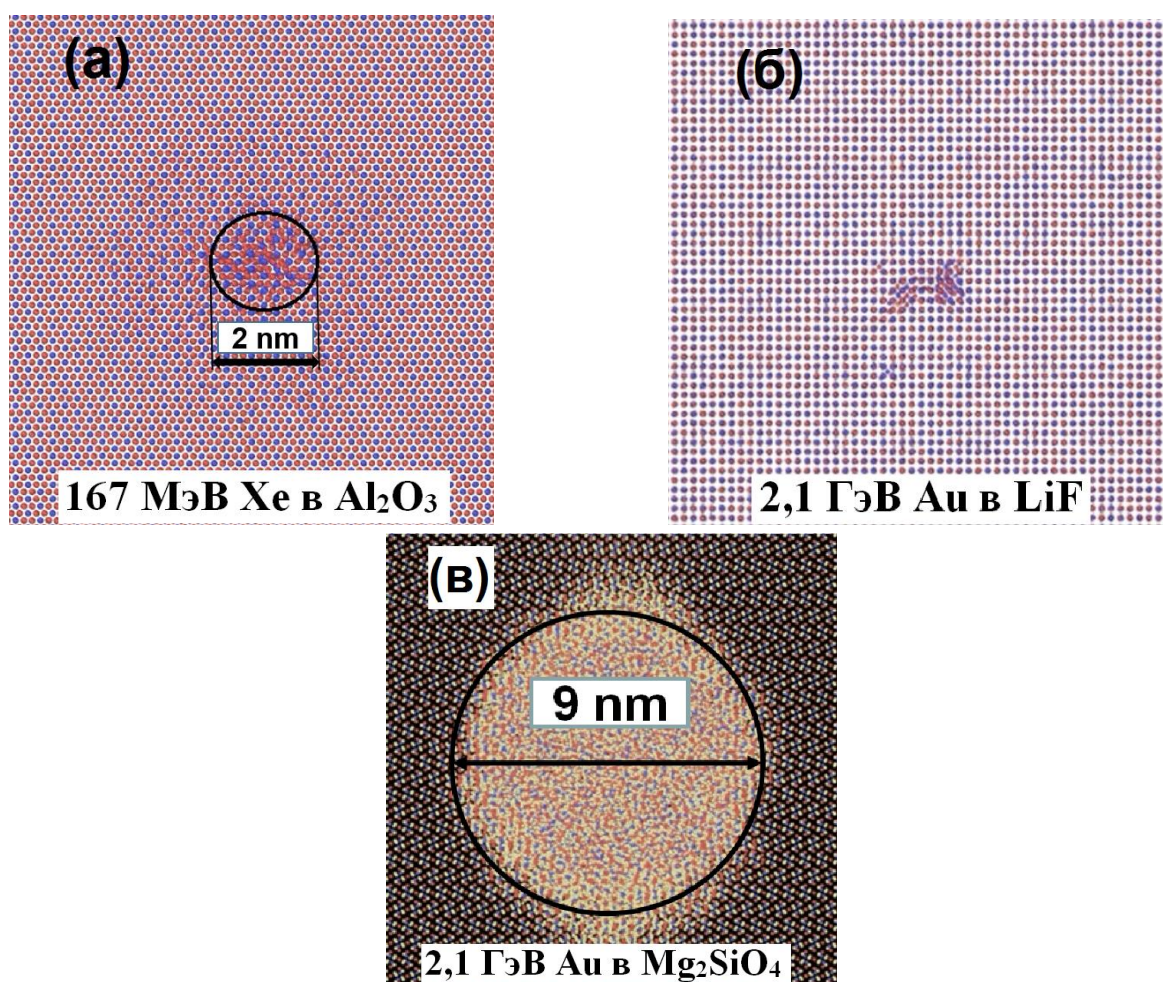 (а)
(б)
2 nm
167 МэВ Xe в Al₂O₃
2,1 ГэВ Au в LiF
(в)
9 nm
2,1 ГэВ Au в Mg₂SiO₄